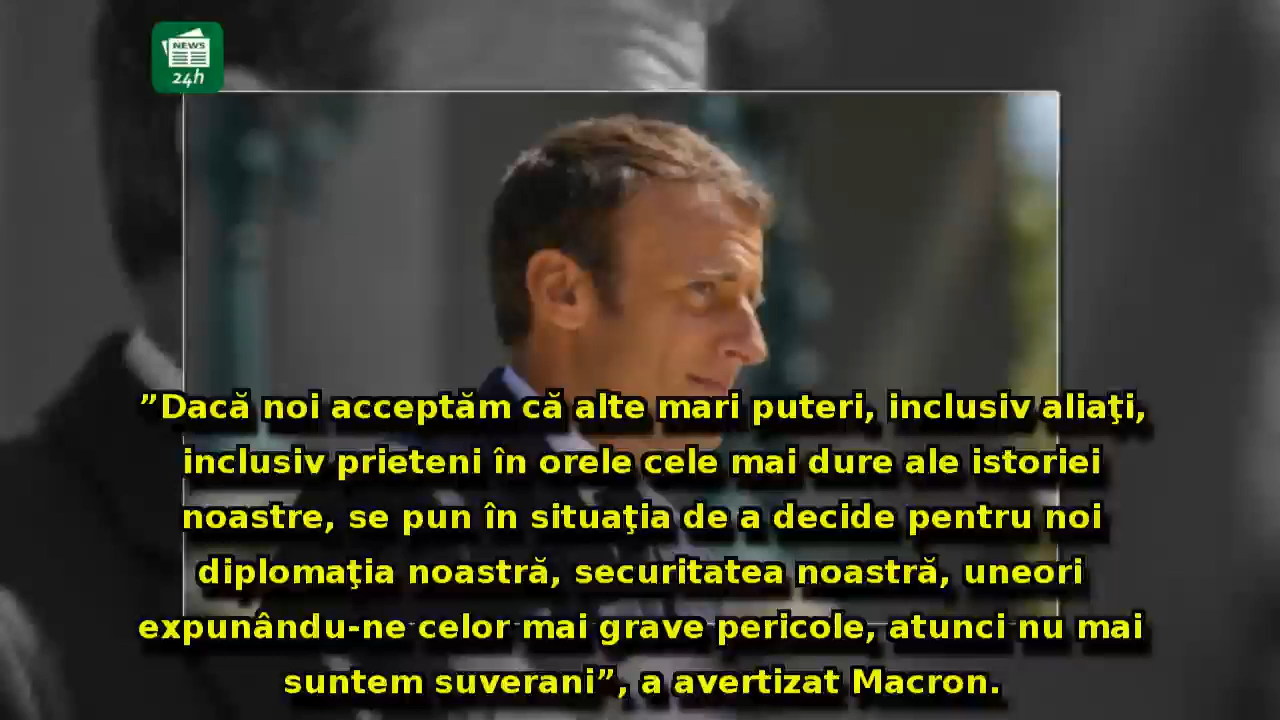 NEWS
24h
”Dacă noi acceptăm că alte mari puteri, inclusiv aliaţi,
inclusiv prieteni în orele cele mai dure ale istoriei
noastre, se pun în situaţia de a decide pentru noi
diplomaţia noastră, securitatea noastră, uneori
expunându-ne celor mai grave pericole, atunci nu mai
suntem suverani”, a avertizat Macron.